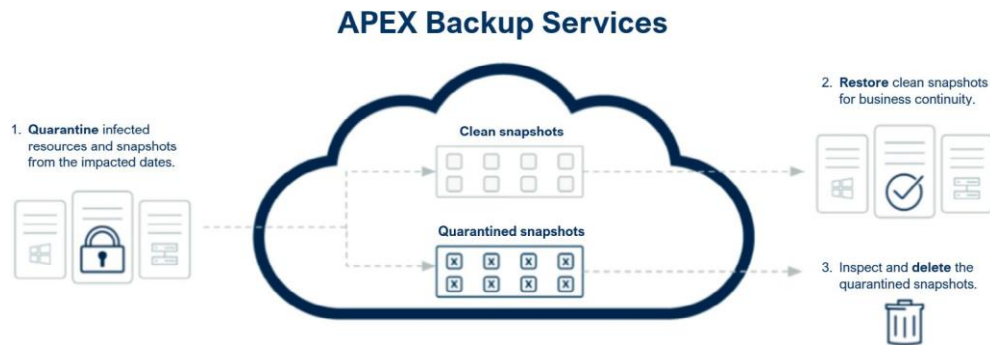 APEX Backup Services
1. Quarantine infected
resources and snapshots
from the impacted dates.
Clean snapshots
Quarantined snapshots
X X X X
X X X X
2. Restore clean snapshots
for business continuity.
3. Inspect and delete the
quarantined snapshots.